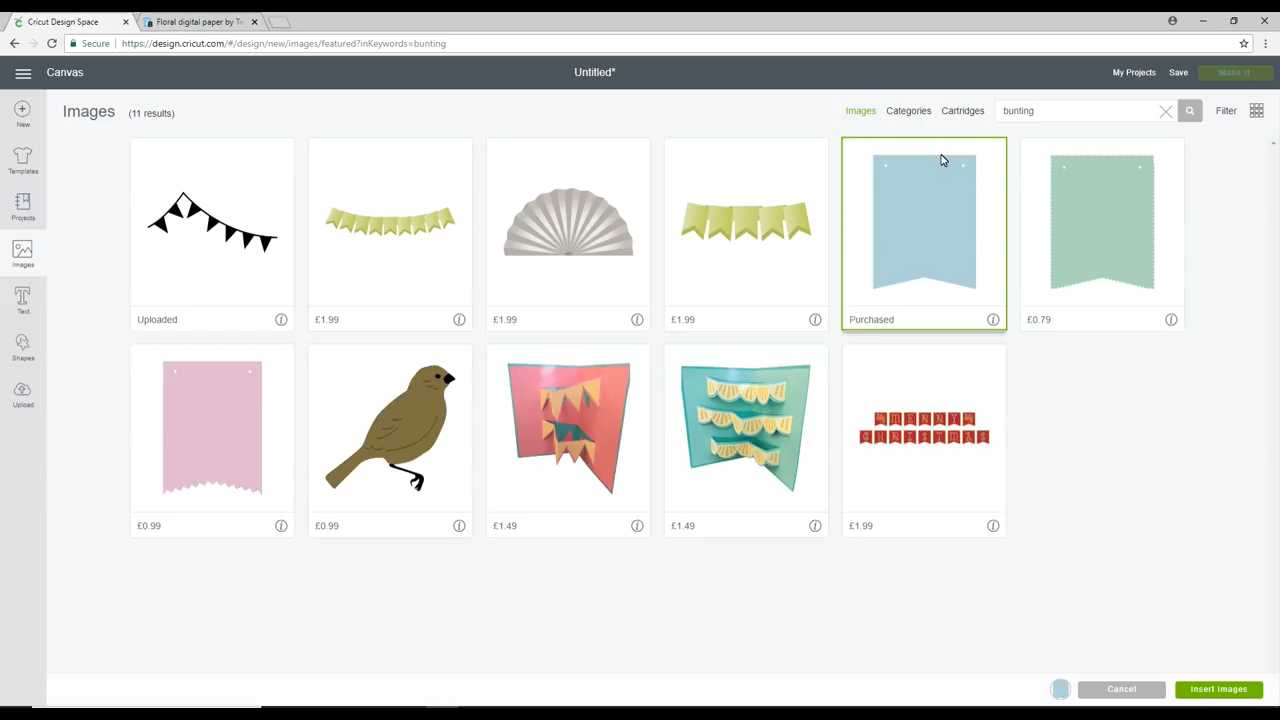 Cricut Design Space
Floral digital paper by Tw
Secure
https://design.cricut.com/#/design/new/images/featured?inKeywords=bunting
Canvas
Untitled*
My Projects
Save
Make It
New
Templates
Projects
Images
Text
Shapes
Upload
Images (11 results)
Images
Categories
Cartridges
bunting
Filter
Uploaded
£1.99
£1.99
£1.99
Purchased
£0.79
MERRY
CHRISTMAS
£0.99
£0.99
£1.49
£1.49
£1.99
Cancel
Insert Images